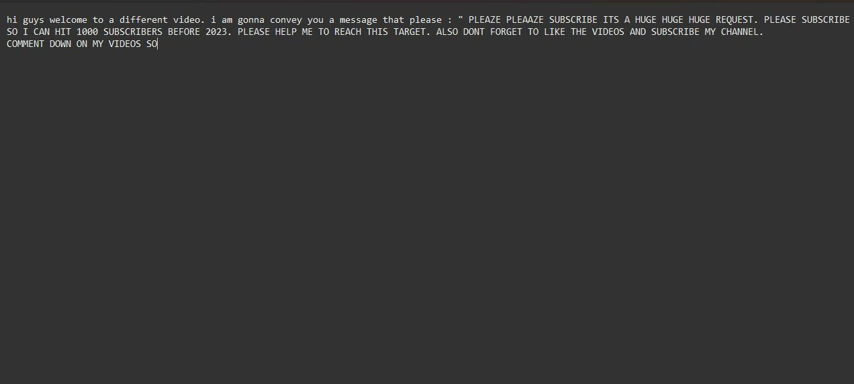 hi guys welcome to a different video. i am gonna convey you a message that please : " PLEAZE PLEAAZE SUBSCRIBE ITS A HUGE HUGE HUGE REQUEST. PLEASE SUBSCRIBE
SO I CAN HIT 1000 SUBSCRIBERS BEFORE 2023. PLEASE HELP ME TO REACH THIS TARGET. ALSO DONT FORGET TO LIKE THE VIDEOS AND SUBSCRIBE MY CHANNEL.
COMMENT DOWN ON MY VIDEOS SO